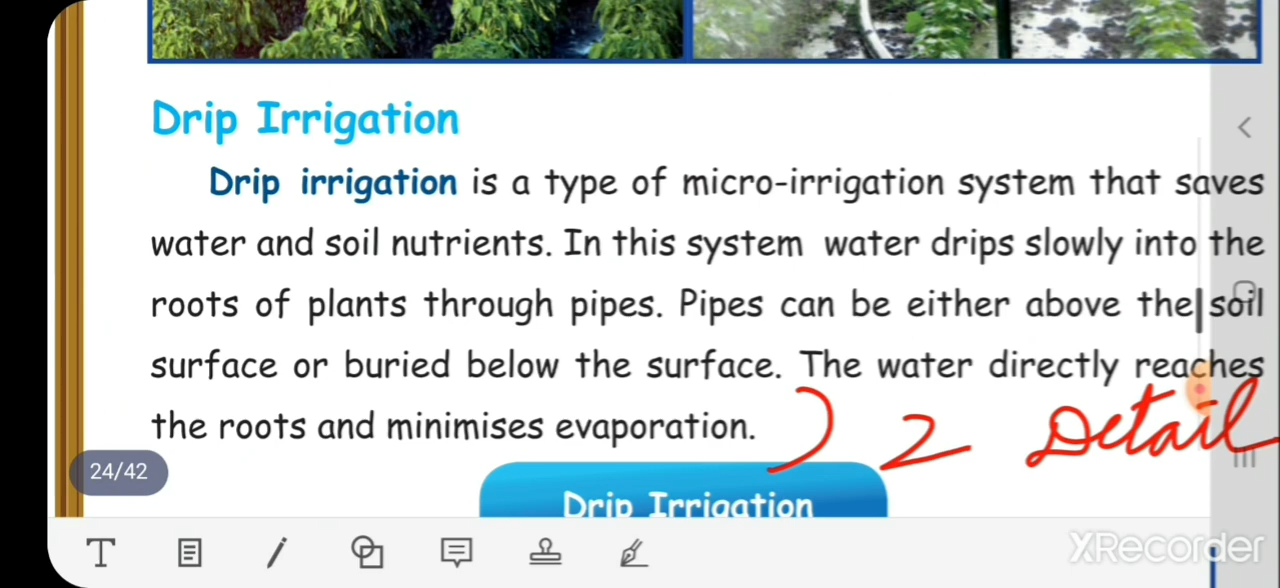 Drip Irrigation
Drip irrigation is a type of micro-irrigation system that saves
water and soil nutrients. In this system water drips slowly into the
roots of plants through pipes. Pipes can be either above the soil
surface or buried below the surface. The water directly reaches
the roots and minimises evaporation.
) 2 Detail
24/42
Drip Irrigation
T
XRecorder